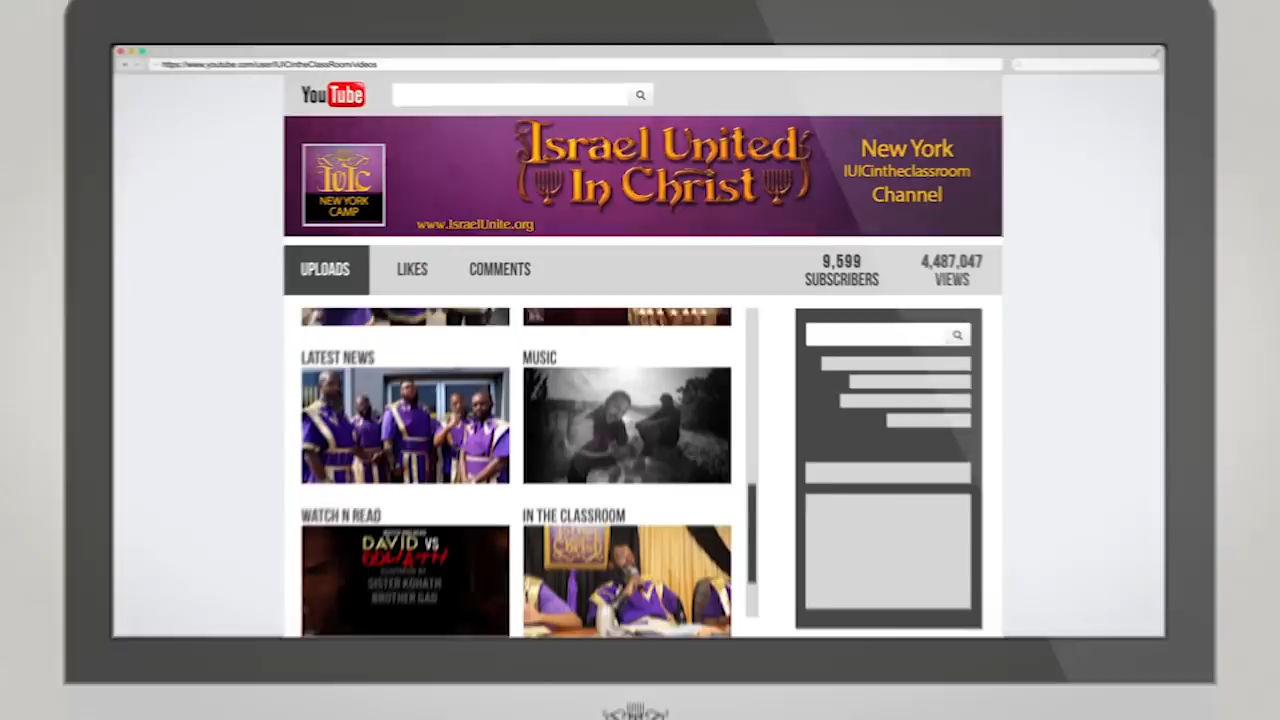 https://www.youtube.com/user/IUICintheClassRoom/videos
YouTube
IUIC
NEW YORK
CAMP
Israel United
In Christ
www.IsraelUnite.org
New York
IUICintheclassroom
Channel
UPLOADS
LIKES
COMMENTS
9,599
SUBSCRIBERS
4,487,047
VIEWS
LATEST NEWS
MUSIC
WATCH N READ
IN THE CLASSROOM
DAVID VS
GOLIATH
SISTER KOHATH
BROTHER GAD